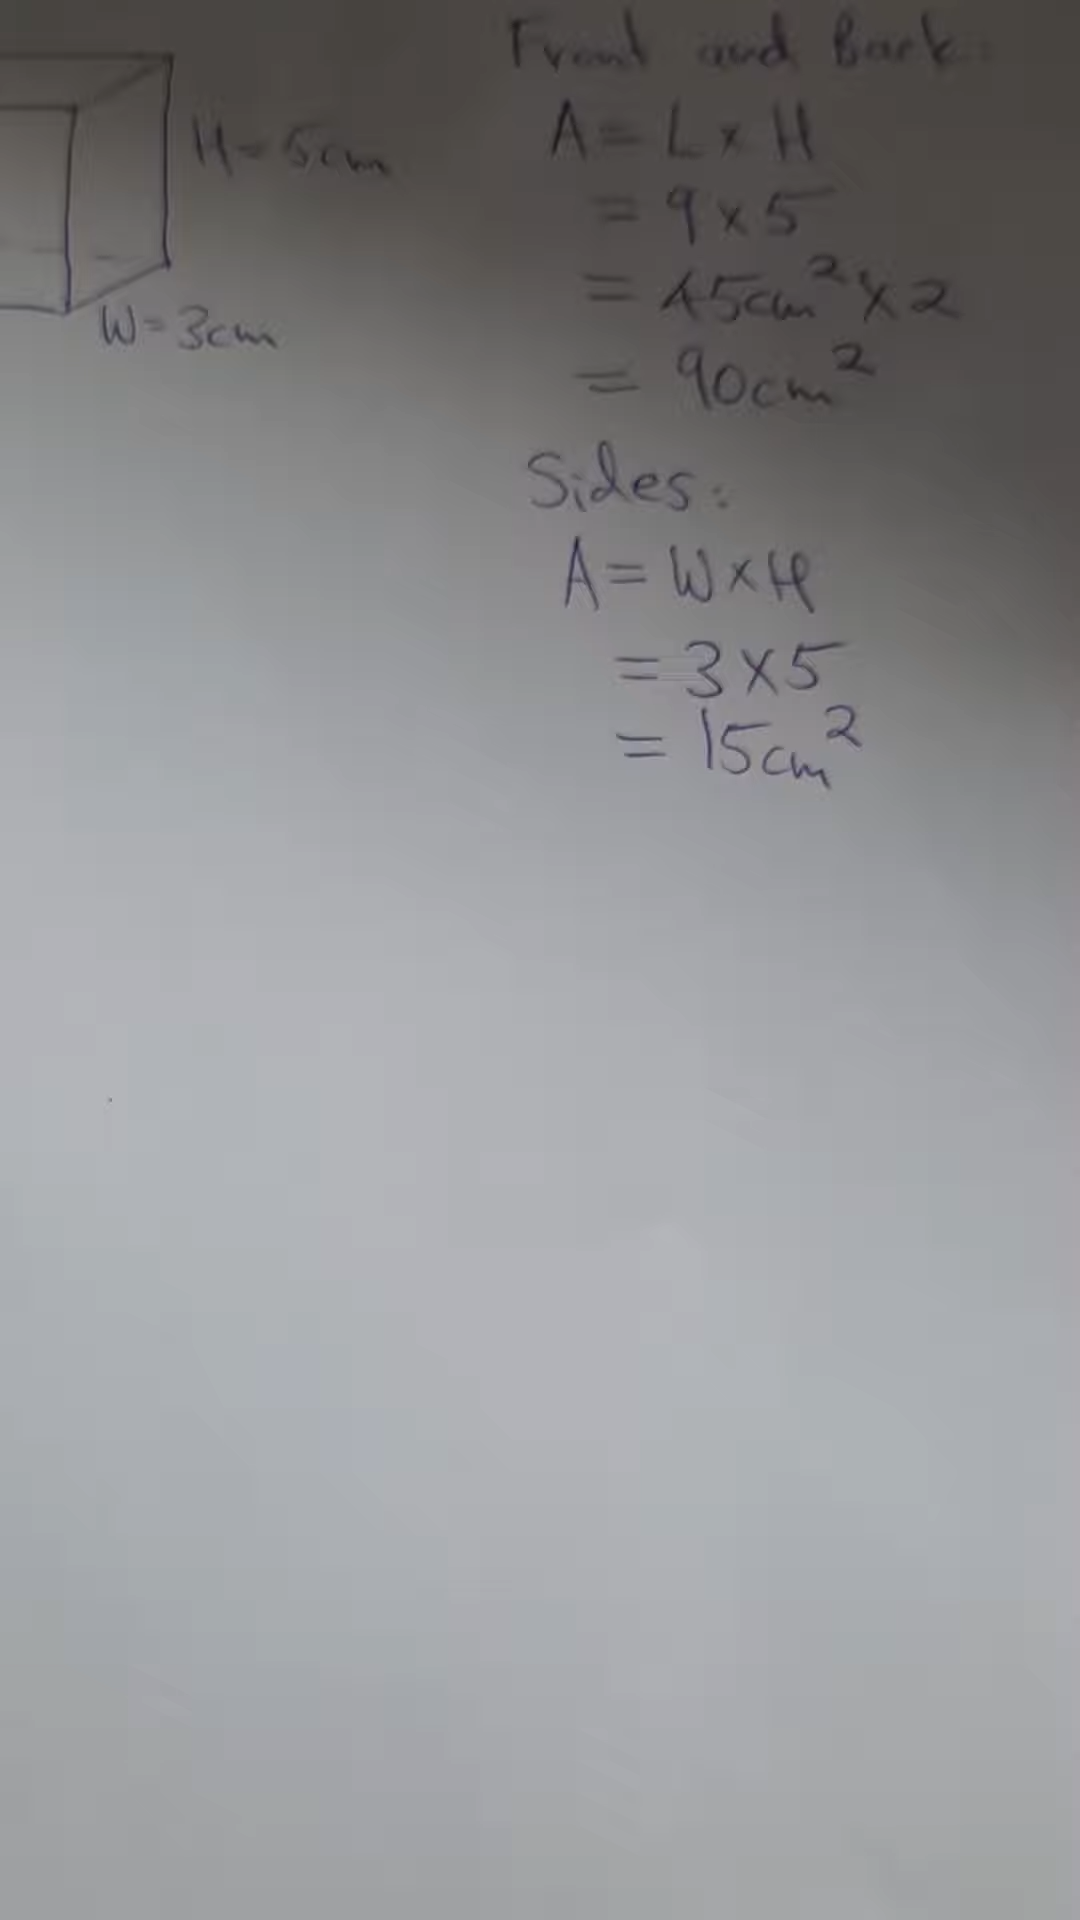 H=5cm
W=3cm
Front and Back:
A=L×H
=9×5
=45cm²×2
=90cm²
Sides:
A=W×H
=3×5
=15cm²